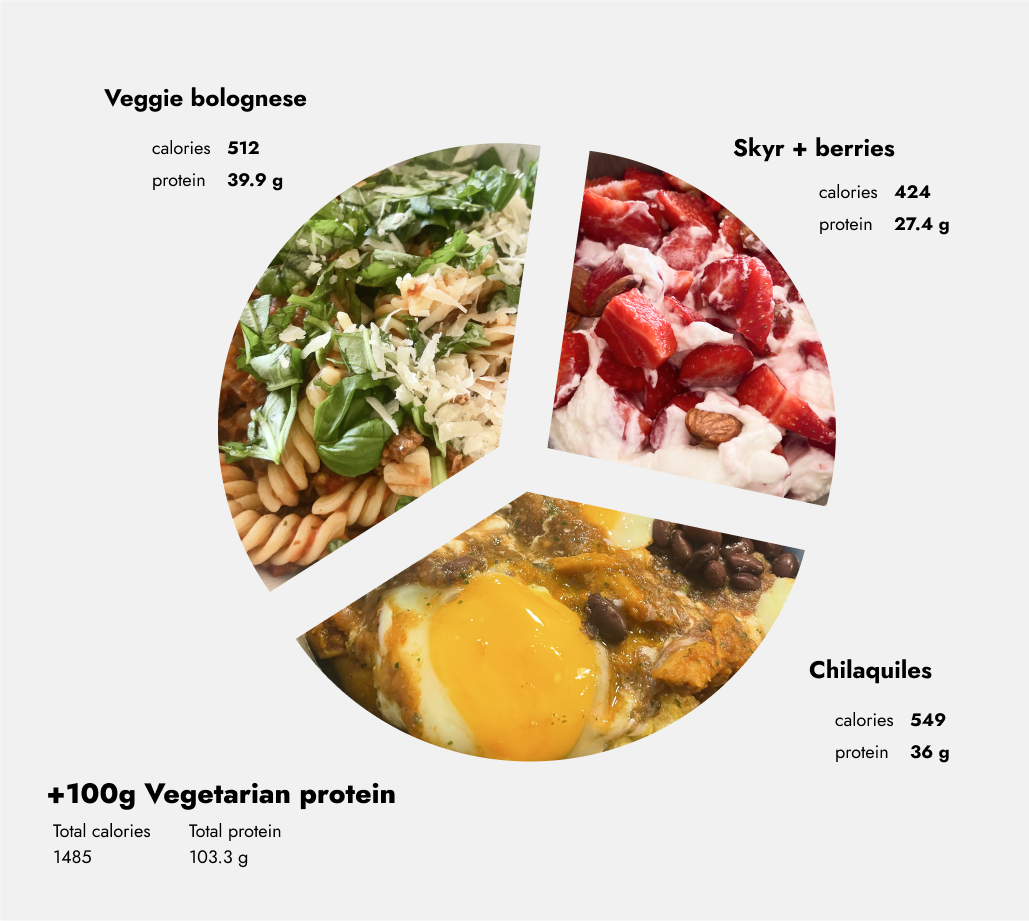 Veggie bolognese
calories 512
protein 39.9 g
Skyr + berries
calories 424
protein 27.4 g
Chilaquiles
calories 549
protein 36 g
+100g Vegetarian protein
Total calories Total protein
1485 103.3 g